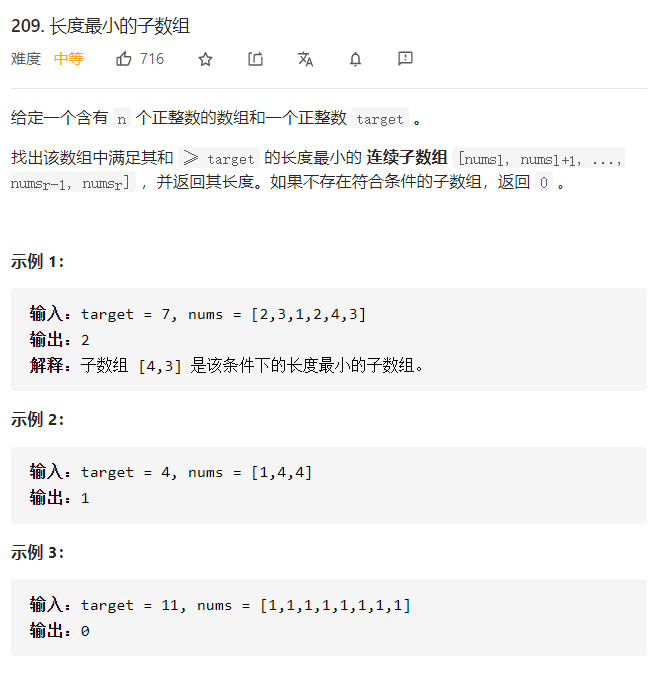 209. 长度最小的子数组
难度 中等 716
给定一个含有 n 个正整数的数组和一个正整数 target 。
找出该数组中满足其和 ≥ target 的长度最小的 连续子数组 [numsl, numsl+1, ...,
numsr-1, numsr] ，并返回其长度。如果不存在符合条件的子数组，返回 0 。
示例 1：
输入：target = 7, nums = [2,3,1,2,4,3]
输出：2
解释：子数组 [4,3] 是该条件下的长度最小的子数组。
示例 2：
输入：target = 4, nums = [1,4,4]
输出：1
示例 3：
输入：target = 11, nums = [1,1,1,1,1,1,1,1]
输出：0